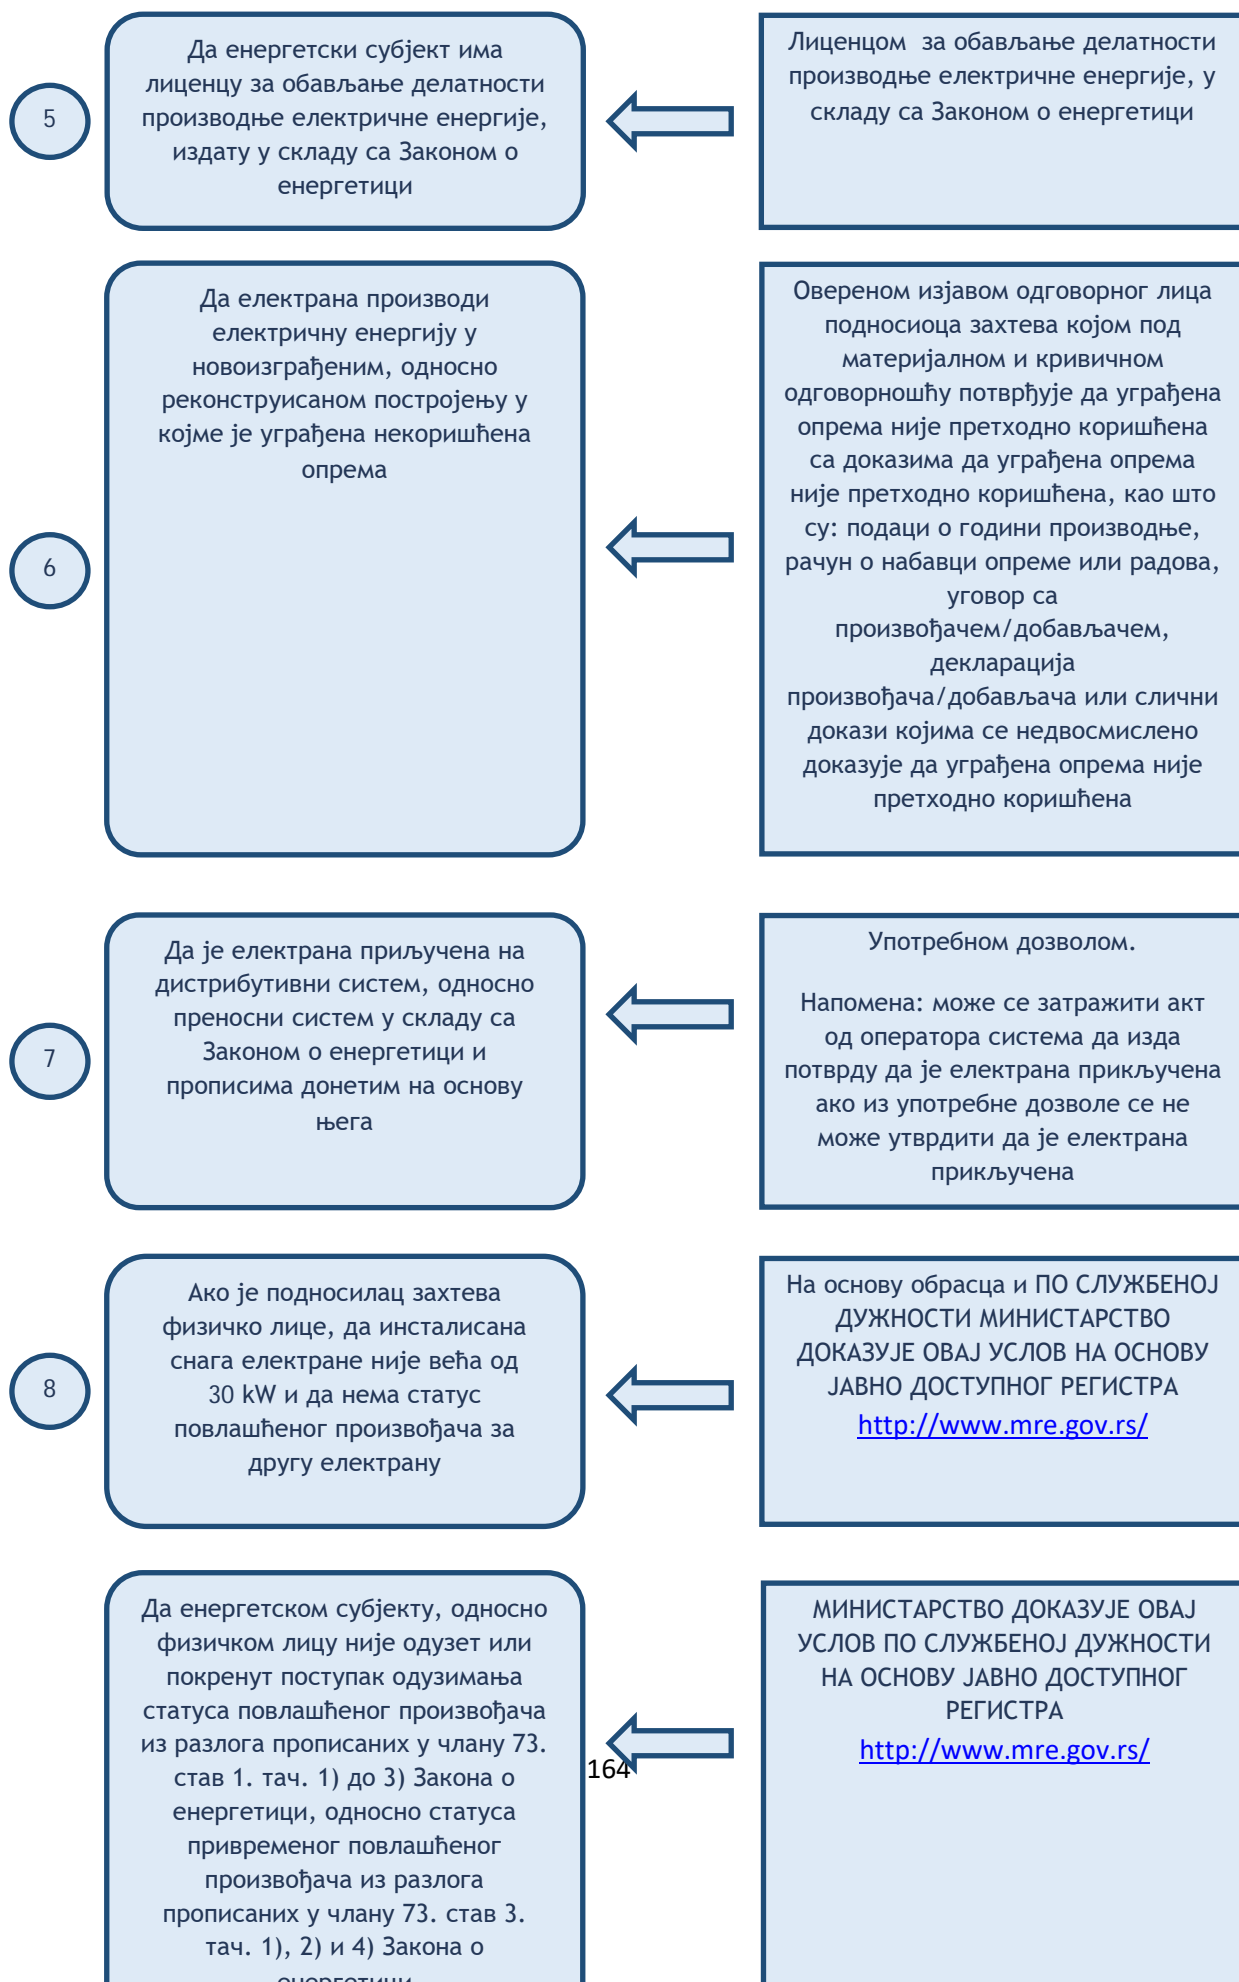 5
Да енергетски субјект има
лиценцу за обављање делатности
производње електричне енергије,
издату у складу са Законом о
енергетици
Лиценцом за обављање делатности
производње електричне енергије, у
складу са Законом о енергетици
6
Да електрана производи
електричну енергију у
новоизграђеним, односно
реконструисаном постројењу у
којме је уграђена некоришћена
опрема
Овереном изјавом одговорног лица
подносиоца захтева којом под
материјалном и кривичном
одговорношћу потврђује да уграђена
опрема није претходно коришћена
са доказима да уграђена опрема
није претходно коришћена, као што
су: подаци о години производње,
рачун о набавци опреме или радова,
уговор са
произвођачем/добављачем,
декларација
произвођача/добављача или слични
докази којима се недвосмислено
доказује да уграђена опрема није
претходно коришћена
7
Да је електрана приључена на
дистрибутивни систем, односно
преносни систем у складу са
Законом о енергетици и
прописима донетим на основу
њега
Употребном дозволом.
Напомена: може се затражити акт
од оператора система да изда
потврду да је електрана прикључена
ако из употребне дозволе се не
може утврдити да је електрана
прикључена
8
Ако је подносилац захтева
физичко лице, да инсталисана
снага електране није већа од
30 kW и да нема статус
повлашћеног произвођача за
другу електрану
На основу обрасца и ПО СЛУЖБЕНОЈ
ДУЖНОСТИ МИНИСТАРСТВО
ДОКАЗУЈЕ ОВАЈ УСЛОВ НА ОСНОВУ
ЈАВНО ДОСТУПНОГ РЕГИСТРА
http://www.mre.gov.rs/
Да енергетском субјекту, односно
физичком лицу није одузет или
покренут поступак одузимања
статуса повлашћеног произвођача
из разлога прописаних у члану 73.
став 1. тач. 1) до 3) Закона о
енергетици, односно статуса
привременог повлашћеног
произвођача из разлога
прописаних у члану 73. став 3.
тач. 1), 2) и 4) Закона о
енергетици
МИНИСТАРСТВО ДОКАЗУЈЕ ОВАЈ
УСЛОВ ПО СЛУЖБЕНОЈ ДУЖНОСТИ
НА ОСНОВУ ЈАВНО ДОСТУПНОГ
РЕГИСТРА
http://www.mre.gov.rs/
164